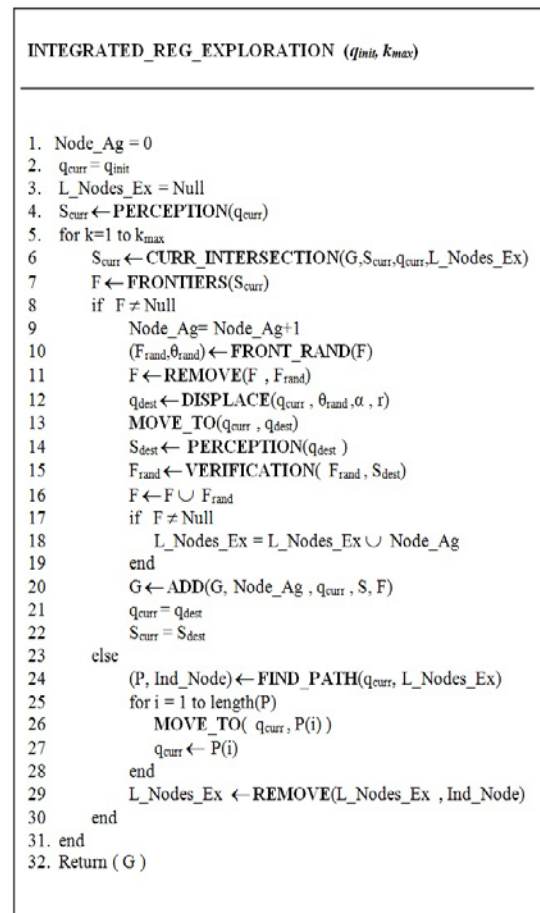 INTEGRATED_REG_EXPLORATION (qinit, kmax)
1. Node_Ag = 0
2. qcurr = qinit
3. L_Nodes_Ex = Null
4. Scurr ← PERCEPTION(qcurr)
5. for k=1 to kmax
6 Scurr ← CURR_INTERSECTION(G,Scurr,qcurr,L_Nodes_Ex)
7 F ← FRONTIERS(Scurr)
8 if F ≠ Null
9 Node_Ag= Node_Ag+1
10 (Frand,θrand) ← FRONT_RAND(F)
11 F ← REMOVE(F , Frand)
12 qdest ← DISPLACE(qcurr , θrand,α , r)
13 MOVE_TO(qcurr , qdest)
14 Sdest ← PERCEPTION(qdest )
15 Frand ← VERIFICATION( Frand , Sdest)
16 F ← F ∪ Frand
17 if F ≠ Null
18 L_Nodes_Ex = L_Nodes_Ex ∪ Node_Ag
19 end
20 G ← ADD(G, Node_Ag , qcurr , S, F)
21 qcurr = qdest
22 Scurr = Sdest
23 else
24 (P, Ind_Node) ← FIND_PATH(qcurr, L_Nodes_Ex)
25 for i = 1 to length(P)
26 MOVE_TO( qcurr , P(i) )
27 qcurr ← P(i)
28 end
29 L_Nodes_Ex ← REMOVE(L_Nodes_Ex , Ind_Node)
30 end
31. end
32. Return ( G )